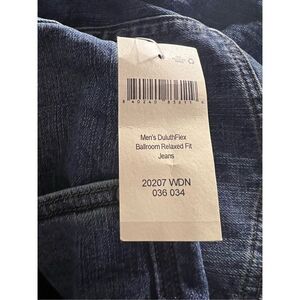 Men's DuluthFlex
Ballroom Relaxed Fit
Jeans
20207 WDN
036 034